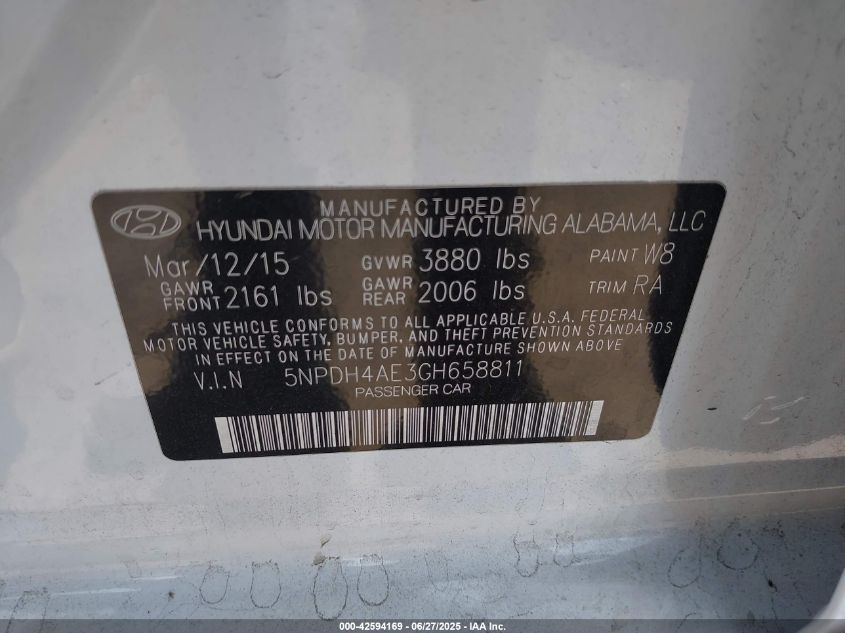 MANUFACTURED BY
HYUNDAI MOTOR MANUFACTURING ALABAMA, LLC
Mar/12/15 GVWR 3880 lbs PAINT W8
GAWR FRONT 2161 lbs GAWR REAR 2006 lbs TRIM RA
THIS VEHICLE CONFORMS TO ALL APPLICABLE U.S.A. FEDERAL
MOTOR VEHICLE SAFETY, BUMPER, AND THEFT PREVENTION STANDARDS
IN EFFECT ON THE DATE OF MANUFACTURE SHOWN ABOVE
V.I.N 5NPDH4AE3GH658811
PASSENGER CAR
000-42594169 - 06/27/2025 - IAA Inc.